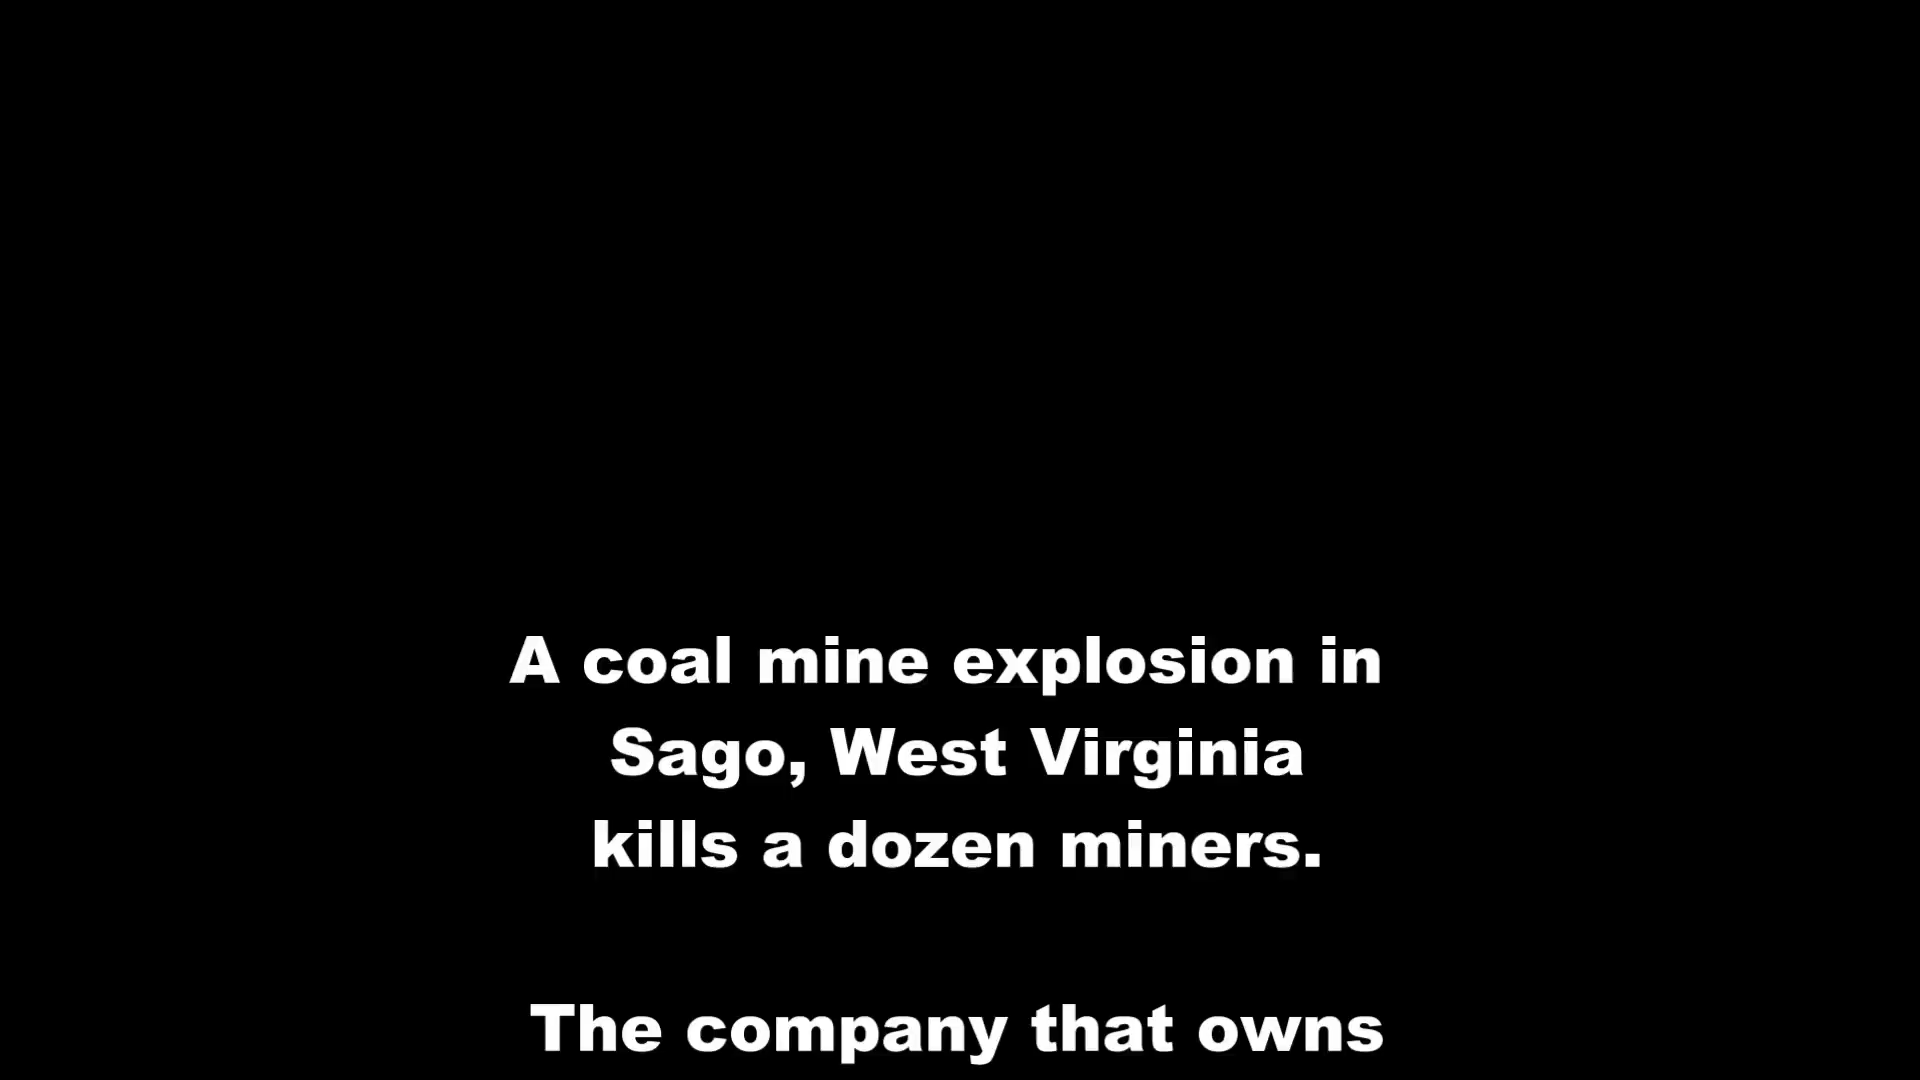 A coal mine explosion in
Sago, West Virginia
kills a dozen miners.
The company that owns